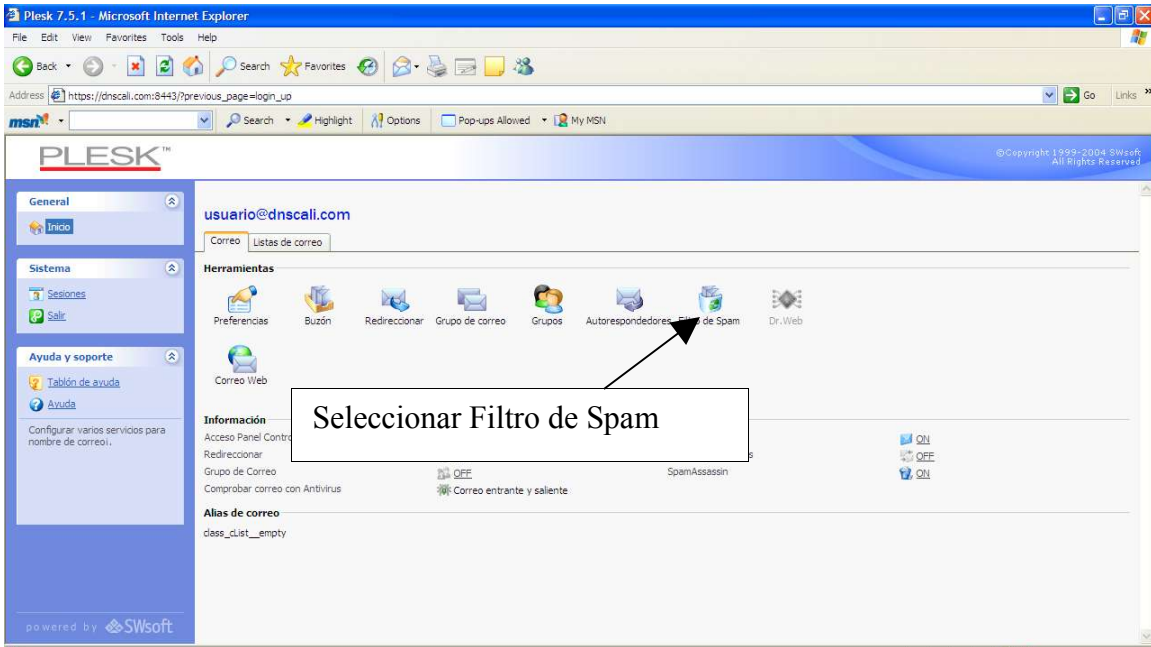 Plesk 7.5.1 - Microsoft Internet Explorer
File Edit View Favorites Tools Help
Back Search Favorites
Address https://dnscali.com:8443/?previous_page=login_up Go Links »
msn Search Highlight Options Pop-ups Allowed My MSN
PLESK™
©Copyright 1999-2004 SWsoft
All Rights Reserved
General
Inicio
Sistema
Sesiones
Salir
Ayuda y soporte
Tablón de ayuda
Ayuda
Configurar varios servicios para
nombre de correoi.
powered by SWsoft
usuario@dnscali.com
Correo Listas de correo
Herramientas
Preferencias Buzón Redireccionar Grupo de correo Grupos Autorespondedores Filtro de Spam Dr.Web
Correo Web
Seleccionar Filtro de Spam
Información
Acceso Panel Contro ON
Redireccionar s OFF
Grupo de Correo OFF SpamAssassin ON
Comprobar correo con Antivirus Correo entrante y saliente
Alias de correo
class_cList__empty